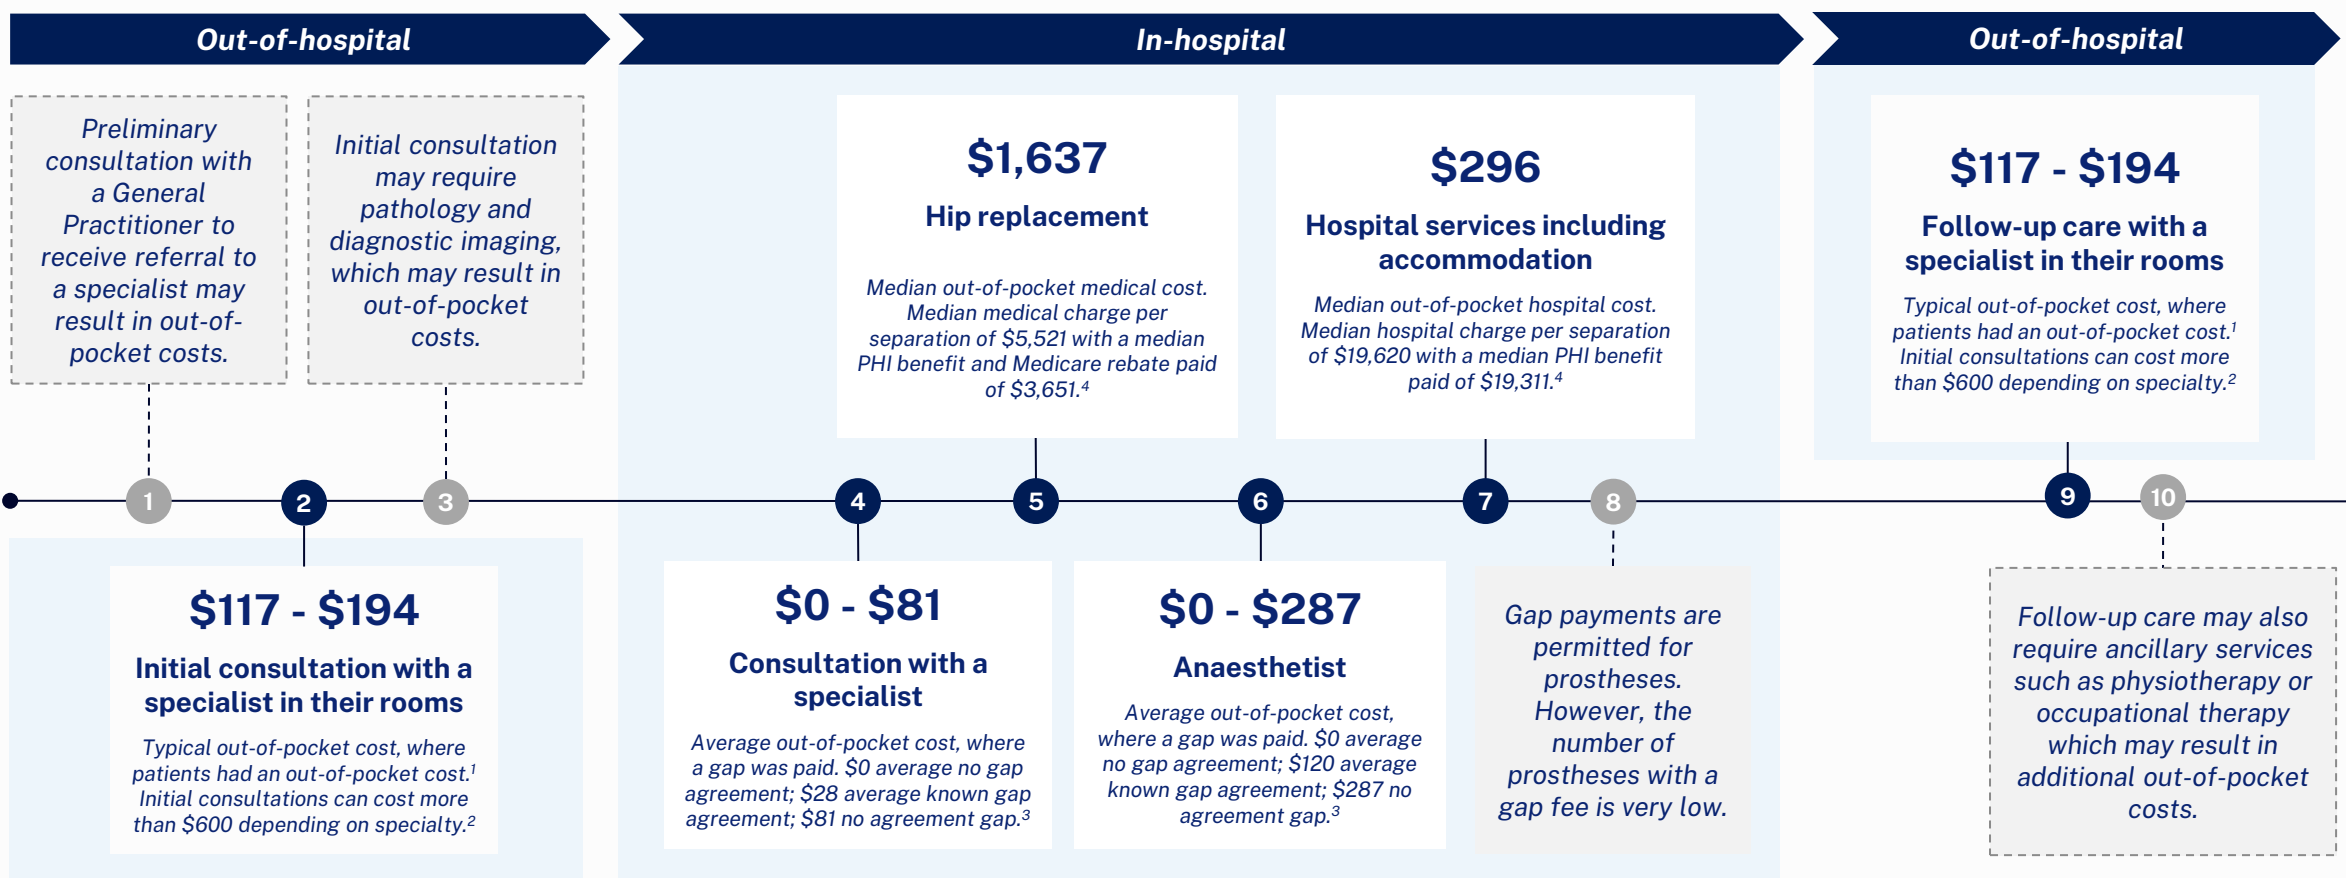 Out-of-hospital
In-hospital
Out-of-hospital
Preliminary
consultation with
a General
Practitioner to
receive referral to
a specialist may
result in out-of-
pocket costs.
Initial consultation
may require
pathology and
diagnostic imaging,
which may result in
out-of-pocket
costs.
$1,637
Hip replacement
Median out-of-pocket medical cost.
Median medical charge per
separation of $5,521 with a median
PHI benefit and Medicare rebate paid
of $3,651.⁴
$296
Hospital services including
accommodation
Median out-of-pocket hospital cost.
Median hospital charge per separation
of $19,620 with a median PHI benefit
paid of $19,311.⁴
$117 - $194
Follow-up care with a
specialist in their rooms
Typical out-of-pocket cost, where
patients had an out-of-pocket cost.¹
Initial consultations can cost more
than $600 depending on specialty.²
1
2
3
4
5
6
7
8
9
10
$117 - $194
Initial consultation with a
specialist in their rooms
Typical out-of-pocket cost, where
patients had an out-of-pocket cost.¹
Initial consultations can cost more
than $600 depending on specialty.²
$0 - $81
Consultation with a
specialist
Average out-of-pocket cost, where
a gap was paid. $0 average no gap
agreement; $28 average known gap
agreement; $81 no agreement gap.³
$0 - $287
Anaesthetist
Average out-of-pocket cost,
where a gap was paid. $0 average
no gap agreement; $120 average
known gap agreement; $287 no
agreement gap.³
Gap payments are
permitted for
prostheses.
However, the
number of
prostheses with a
gap fee is very low.
Follow-up care may also
require ancillary services
such as physiotherapy or
occupational therapy
which may result in
additional out-of-pocket
costs.